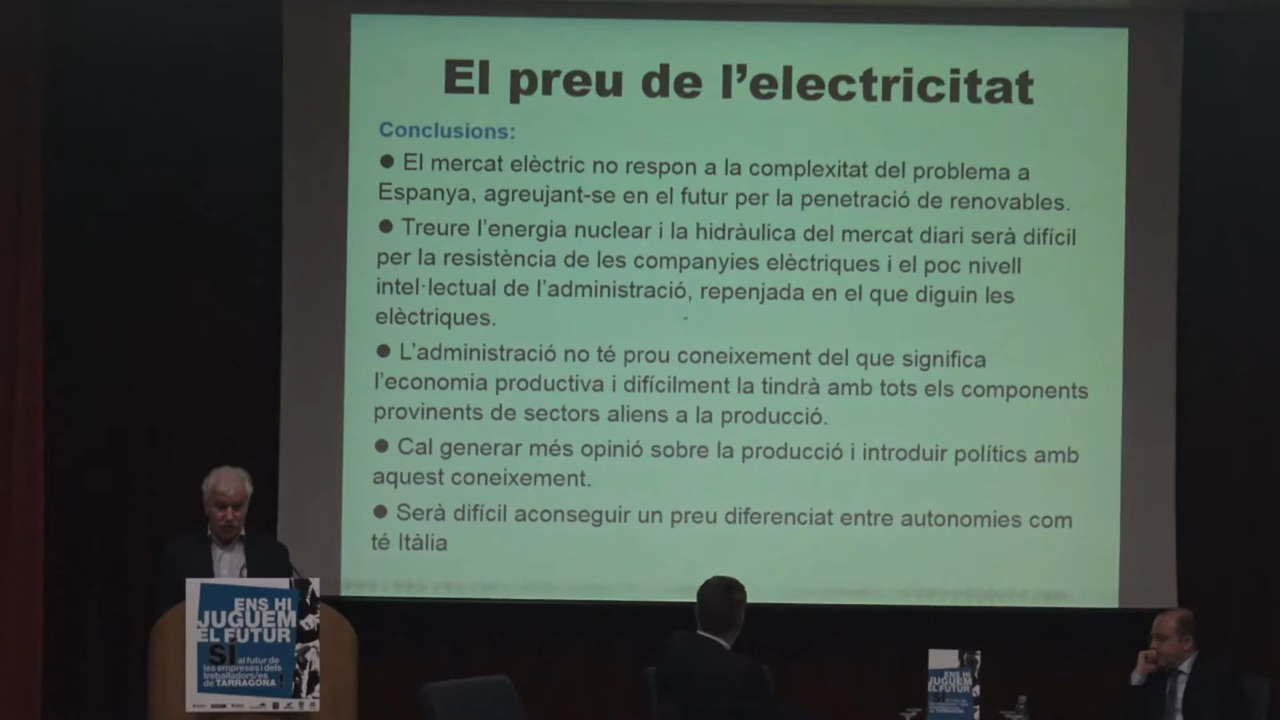 El preu de l’electricitat
Conclusions:
● El mercat elèctric no respon a la complexitat del problema a
Espanya, agreujant-se en el futur per la penetració de renovables.
● Treure l’energia nuclear i la hidràulica del mercat diari serà difícil
per la resistència de les companyies elèctriques i el poc nivell
intel·lectual de l’administració, repenjada en el que diguin les
elèctriques.
● L’administració no té prou coneixement del que significa
l’economia productiva i difícilment la tindrà amb tots els components
provinents de sectors aliens a la producció.
● Cal generar més opinió sobre la producció i introduir polítics amb
aquest coneixement.
● Serà difícil aconseguir un preu diferenciat entre autonomies com
té Itàlia
ENS HI
JUGUEM
EL FUTUR
SÍ al futur de
les empreses i dels
treballadors/es
de TARRAGONA
ENS HI
JUGUEM
EL FUTUR